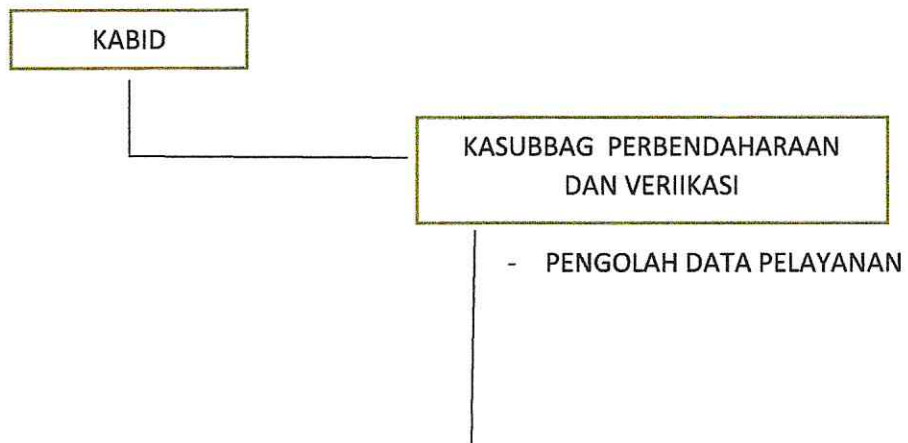 KABID
KASUBBAG PERBENDAHARAAN
DAN VERIIKASI
- PENGOLAH DATA PELAYANAN